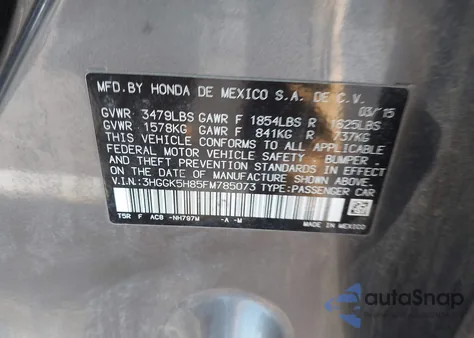 MFD.BY HONDA DE MEXICO S.A. DE C.V.
03/15
GVWR 3479LBS GAWR F 1854LBS R 1625LBS
GVWR 1578KG GAWR F 841KG R 737KG
THIS VEHICLE CONFORMS TO ALL APPLICABLE
FEDERAL MOTOR VEHICLE SAFETY, BUMPER,
AND THEFT PREVENTION STANDARDS IN EFFECT
ON THE DATE OF MANUFACTURE SHOWN ABOVE.
V.I.N:3HGGK5H85FM785073 TYPE:PASSENGER CAR
T5R F AC8 -NH797M -A -M
MADE IN MEXICO
autoSnap